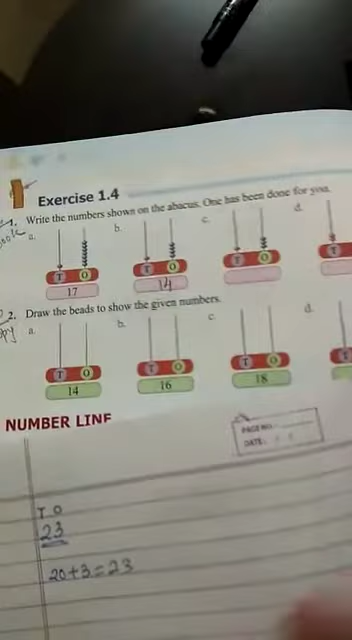 Exercise 1.4
1. Write the numbers shown on the abacus. One has been done for you.
a. b. c. d.
T O T O T O T
17 14
2. Draw the beads to show the given numbers.
a. b. c. d.
T O T O T O T
14 16 18
NUMBER LINE
PAGE NO.:
DATE: / /
T O
23
20+3=23